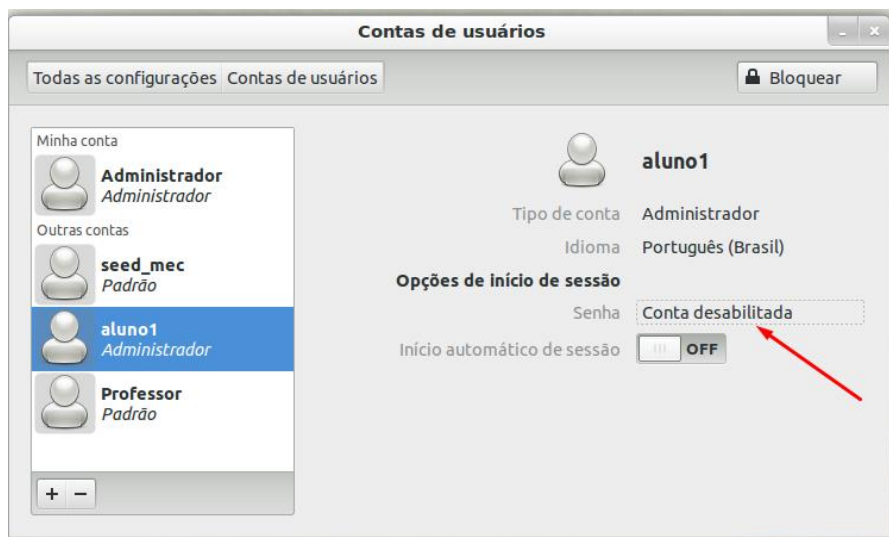 Contas de usuários
Todas as configurações Contas de usuários
Bloquear
Minha conta
Administrador
Administrador
Outras contas
seed_mec
Padrão
aluno1
Administrador
Professor
Padrão
aluno1
Tipo de conta Administrador
Idioma Português (Brasil)
Opções de início de sessão
Senha Conta desabilitada
Início automático de sessão OFF